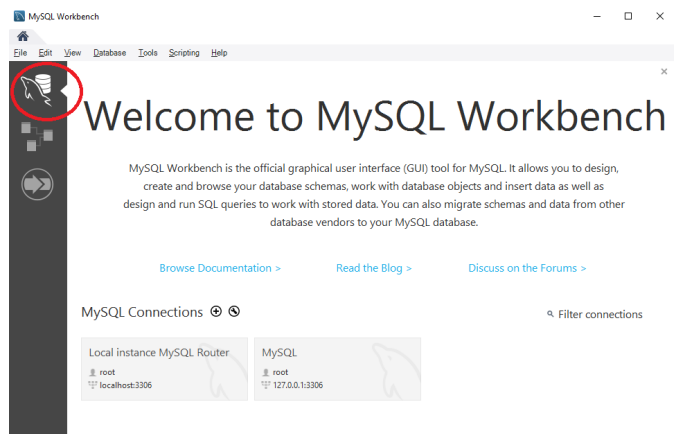 MySQL Workbench
File Edit View Database Tools Scripting Help
Welcome to MySQL Workbench
MySQL Workbench is the official graphical user interface (GUI) tool for MySQL. It allows you to design,
create and browse your database schemas, work with database objects and insert data as well as
design and run SQL queries to work with stored data. You can also migrate schemas and data from other
database vendors to your MySQL database.
Browse Documentation > Read the Blog > Discuss on the Forums >
MySQL Connections Filter connections
Local instance MySQL Router
root
localhost:3306
MySQL
root
127.0.0.1:3306